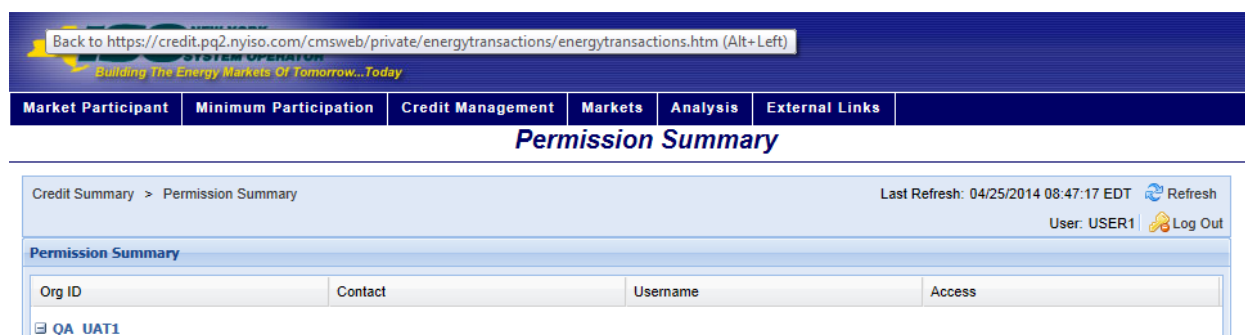 Back to https://credit.pq2.nyiso.com/cmsweb/private/energytransactions/energytransactions.htm (Alt+Left)
SYSTEM OPERATOR
Building The Energy Markets Of Tomorrow...Today
Market Participant Minimum Participation Credit Management Markets Analysis External Links
Permission Summary
Credit Summary > Permission Summary Last Refresh: 04/25/2014 08:47:17 EDT Refresh
User: USER1 Log Out
Permission Summary
Org ID Contact Username Access
QA_UAT1